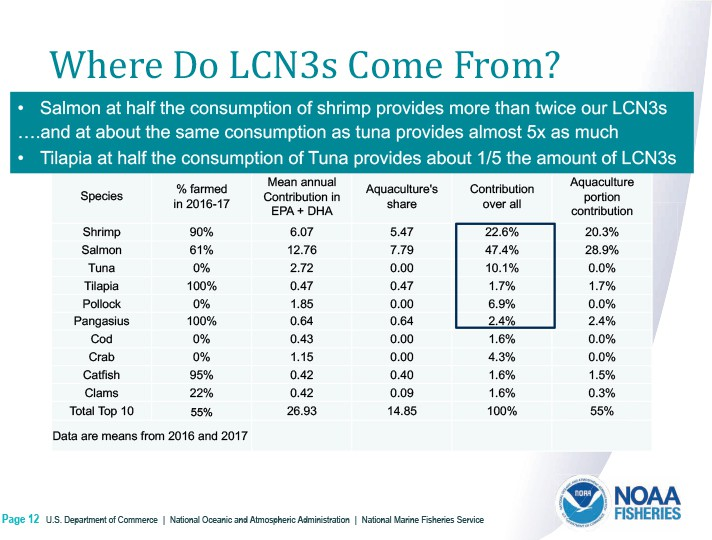 Where Do LCN3s Come From?
• Salmon at half the consumption of shrimp provides more than twice our LCN3s
….and at about the same consumption as tuna provides almost 5x as much
• Tilapia at half the consumption of Tuna provides about 1/5 the amount of LCN3s
Species % farmed in 2016-17 Mean annual Contribution in EPA + DHA Aquaculture's share Contribution over all Aquaculture portion contribution
Shrimp 90% 6.07 5.47 22.6% 20.3%
Salmon 61% 12.76 7.79 47.4% 28.9%
Tuna 0% 2.72 0.00 10.1% 0.0%
Tilapia 100% 0.47 0.47 1.7% 1.7%
Pollock 0% 1.85 0.00 6.9% 0.0%
Pangasius 100% 0.64 0.64 2.4% 2.4%
Cod 0% 0.43 0.00 1.6% 0.0%
Crab 0% 1.15 0.00 4.3% 0.0%
Catfish 95% 0.42 0.40 1.6% 1.5%
Clams 22% 0.42 0.09 1.6% 0.3%
Total Top 10 55% 26.93 14.85 100% 55%
Data are means from 2016 and 2017
NOAA
NOAA
FISHERIES
Page 12 U.S. Department of Commerce | National Oceanic and Atmospheric Administration | National Marine Fisheries Service